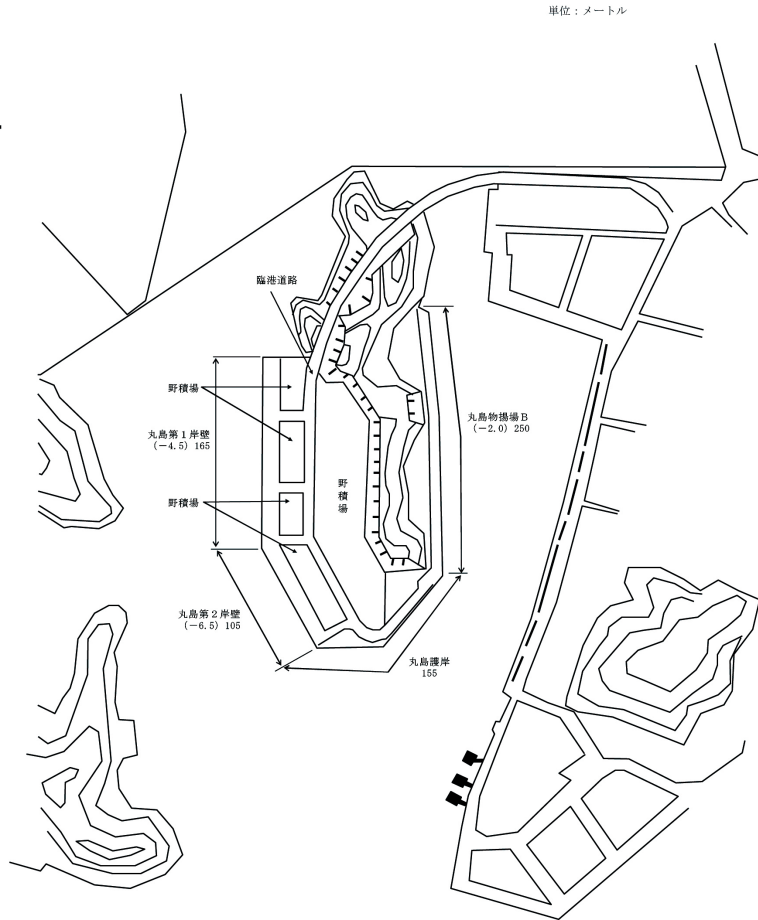 単位：メートル
臨港道路
野積場
丸島第１岸壁
(－4.5) 165
丸島物揚場Ｂ
(－2.0) 250
野積場
野積場
丸島第２岸壁
(－6.5) 105
丸島護岸
155